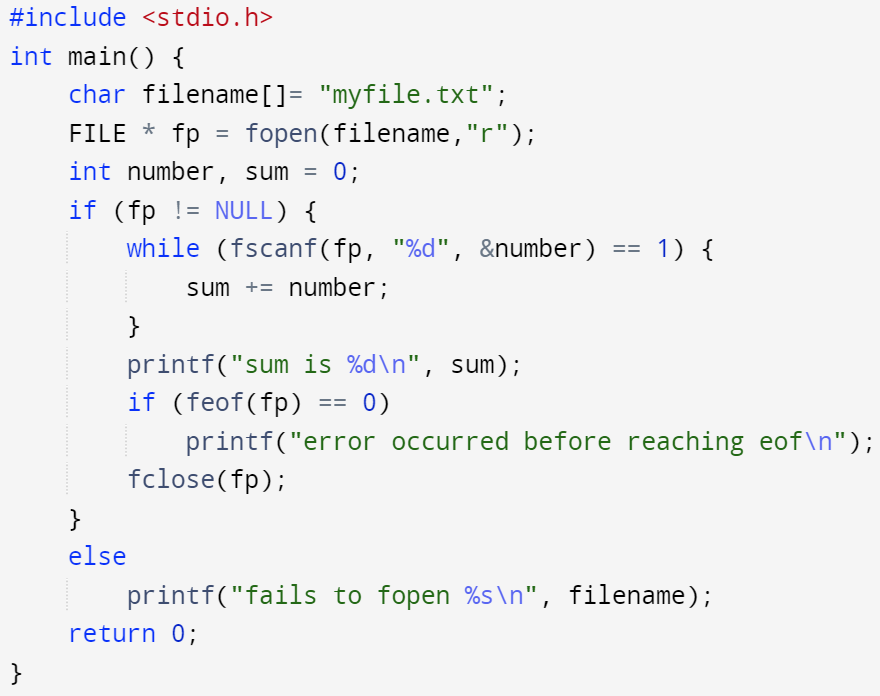 #include <stdio.h>
int main() {
    char filename[]= "myfile.txt";
    FILE * fp = fopen(filename,"r");
    int number, sum = 0;
    if (fp != NULL) {
        while (fscanf(fp, "%d", &number) == 1) {
            sum += number;
        }
        printf("sum is %d\n", sum);
        if (feof(fp) == 0)
            printf("error occurred before reaching eof\n");
        fclose(fp);
    }
    else
        printf("fails to fopen %s\n", filename);
    return 0;
}